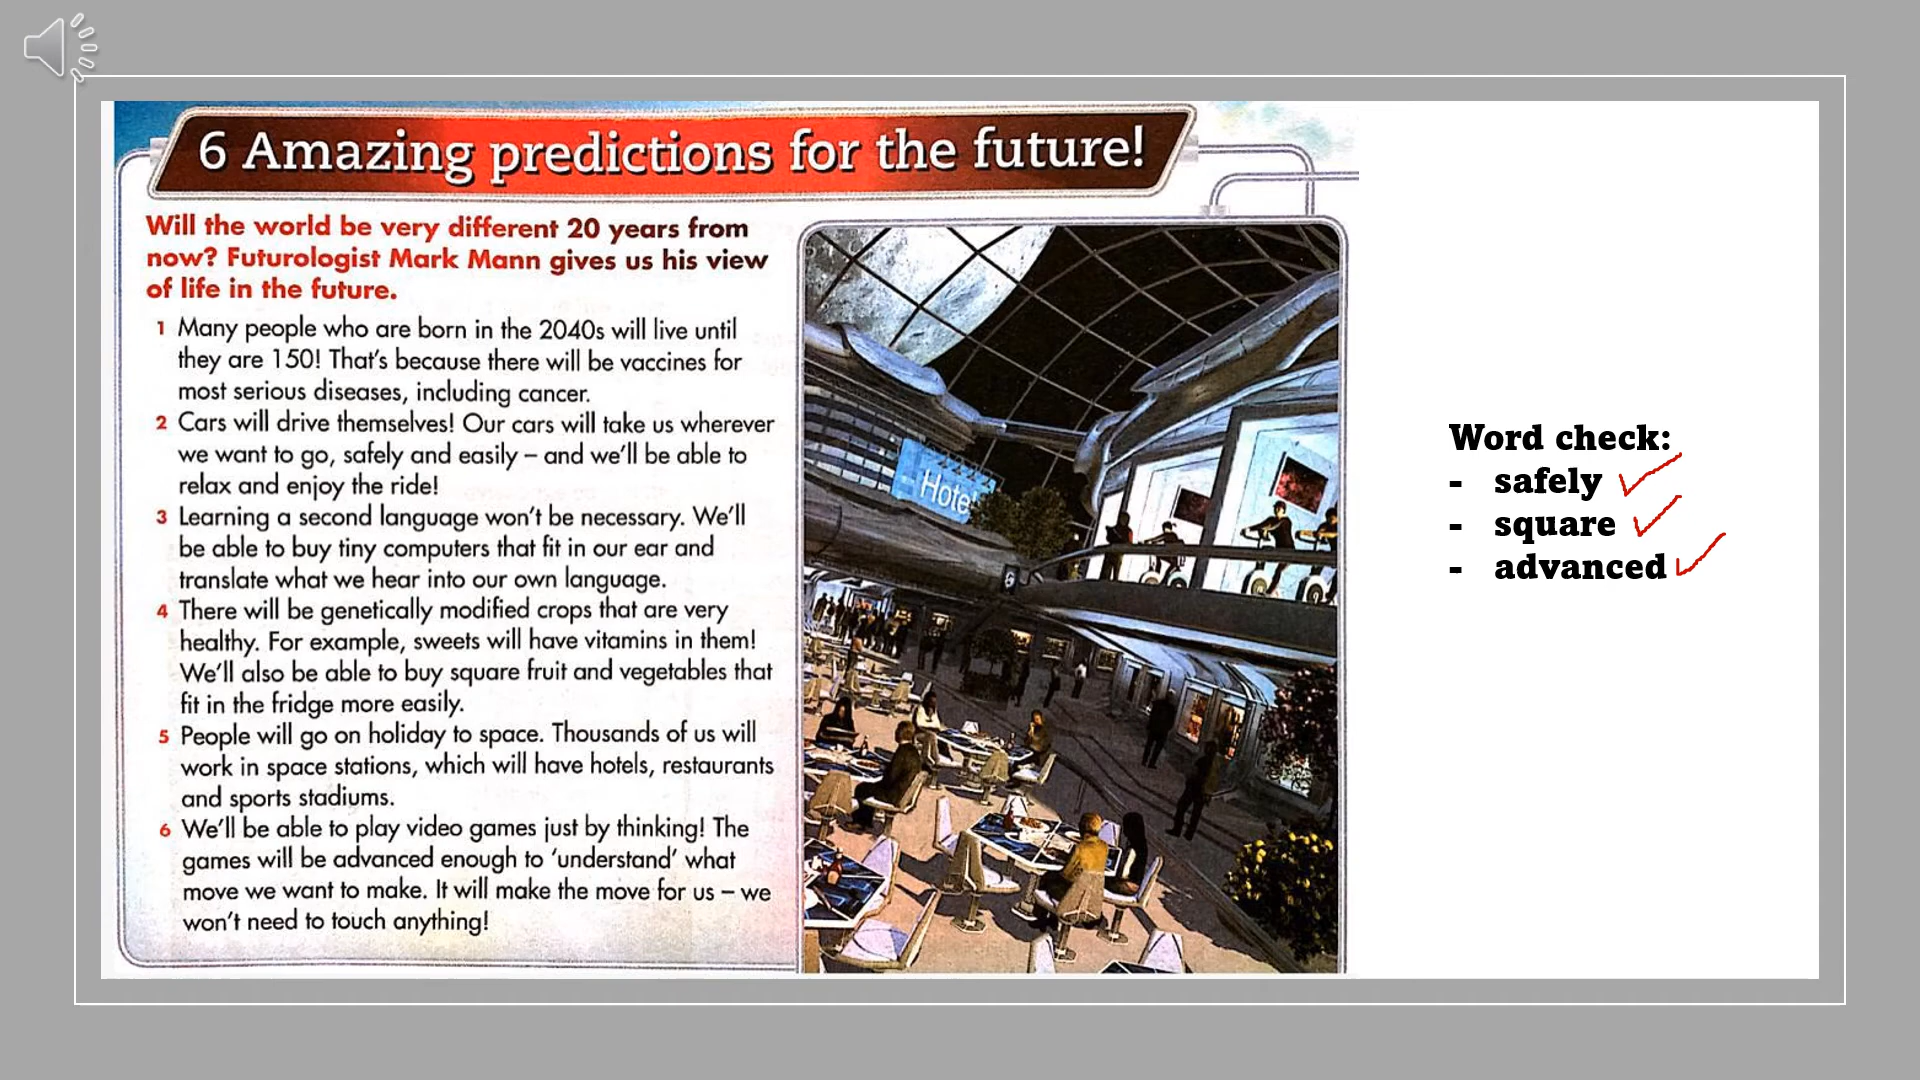 6 Amazing predictions for the future!
Will the world be very different 20 years from
now? Futurologist Mark Mann gives us his view
of life in the future.
1 Many people who are born in the 2040s will live until
they are 150! That's because there will be vaccines for
most serious diseases, including cancer.
2 Cars will drive themselves! Our cars will take us wherever
we want to go, safely and easily – and we'll be able to
relax and enjoy the ride!
3 Learning a second language won't be necessary. We'll
be able to buy tiny computers that fit in our ear and
translate what we hear into our own language.
4 There will be genetically modified crops that are very
healthy. For example, sweets will have vitamins in them!
We'll also be able to buy square fruit and vegetables that
fit in the fridge more easily.
5 People will go on holiday to space. Thousands of us will
work in space stations, which will have hotels, restaurants
and sports stadiums.
6 We'll be able to play video games just by thinking! The
games will be advanced enough to 'understand' what
move we want to make. It will make the move for us – we
won't need to touch anything!
Hotel
6
Word check:
- safely
- square
- advanced